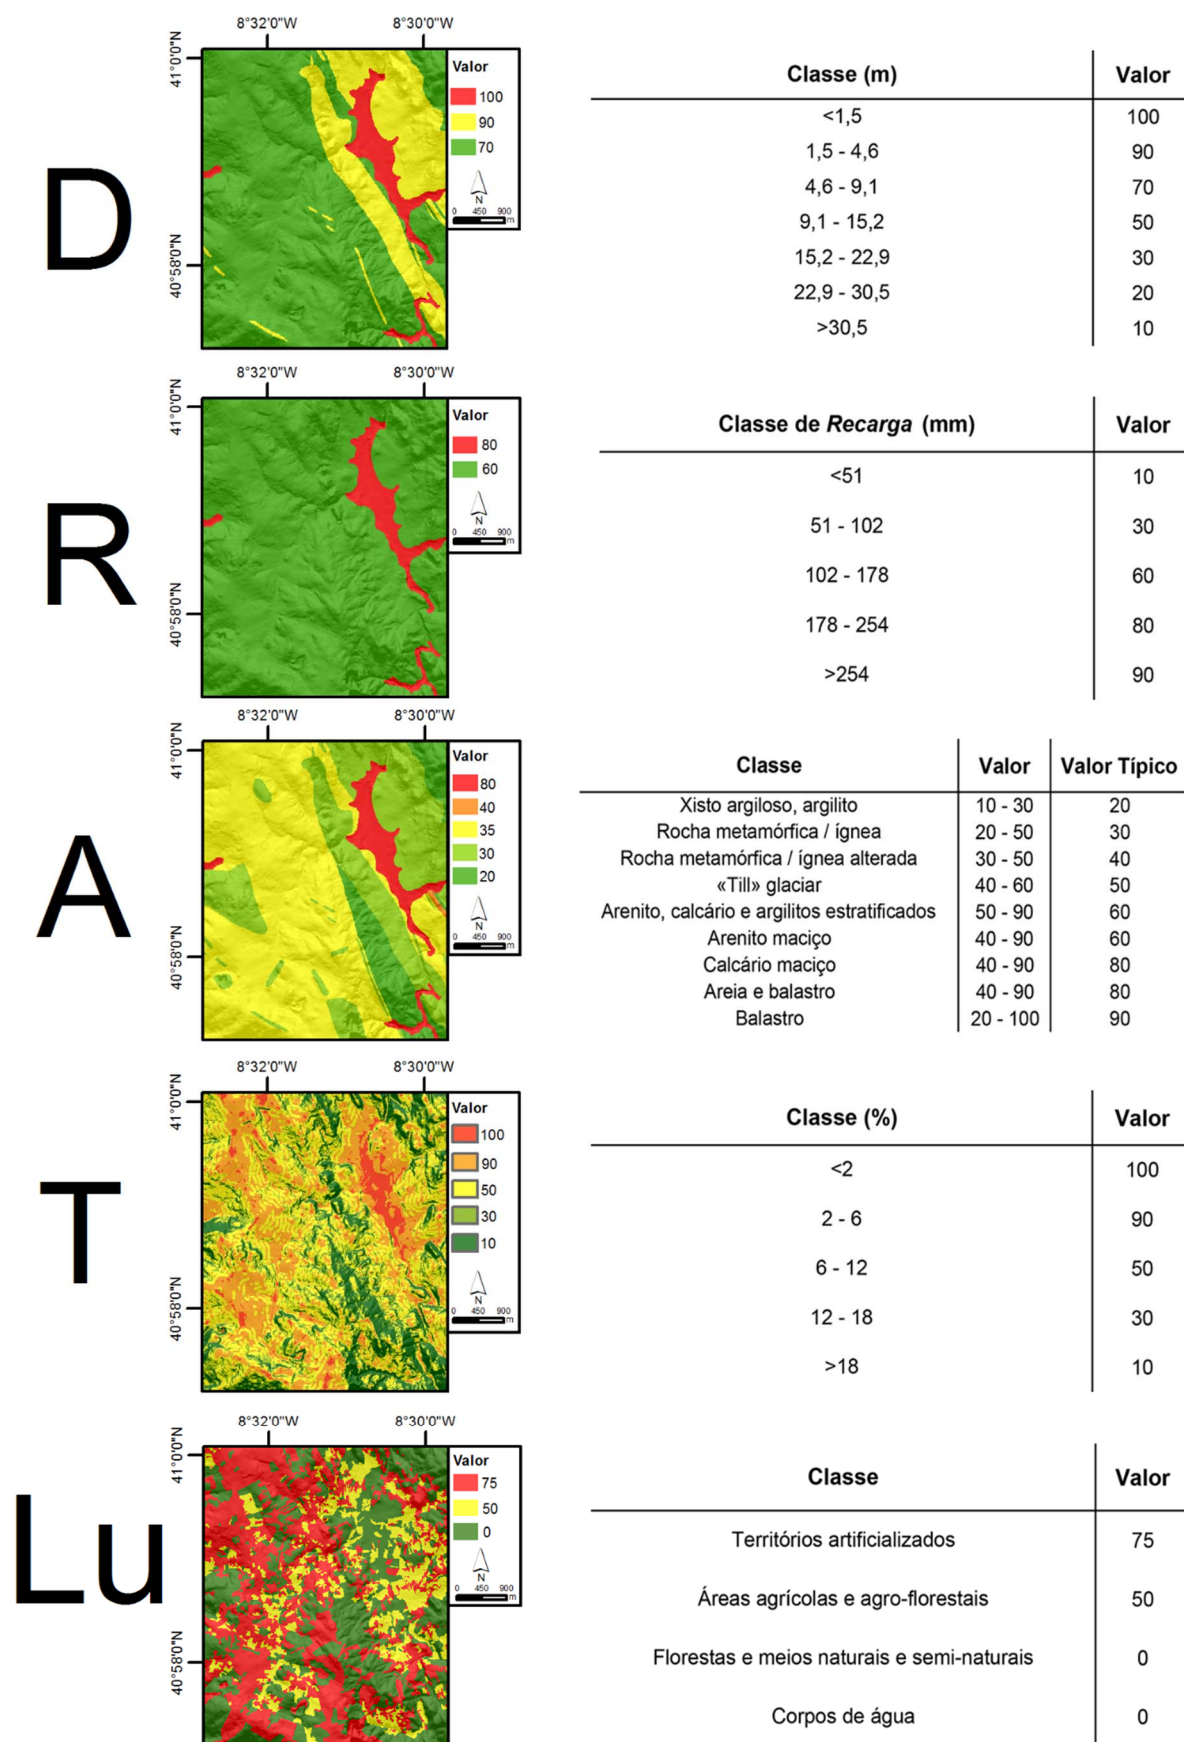 8°32'0"W 8°30'0"W
41°0'0"N
40°58'0"N
D
Valor
100
90
70
N
0 450 900
m
Classe (m) Valor
<1,5 100
1,5 - 4,6 90
4,6 - 9,1 70
9,1 - 15,2 50
15,2 - 22,9 30
22,9 - 30,5 20
>30,5 10
8°32'0"W 8°30'0"W
41°0'0"N
40°58'0"N
R
Valor
80
60
N
0 450 900
m
Classe de Recarga (mm) Valor
<51 10
51 - 102 30
102 - 178 60
178 - 254 80
>254 90
8°32'0"W 8°30'0"W
41°0'0"N
40°58'0"N
A
Valor
80
40
35
30
20
N
0 450 900
m
Classe Valor Valor Típico
Xisto argiloso, argilito 10 - 30 20
Rocha metamórfica / ígnea 20 - 50 30
Rocha metamórfica / ígnea alterada 30 - 50 40
«Till» glaciar 40 - 60 50
Arenito, calcário e argilitos estratificados 50 - 90 60
Arenito maciço 40 - 90 60
Calcário maciço 40 - 90 80
Areia e balastro 40 - 90 80
Balastro 20 - 100 90
8°32'0"W 8°30'0"W
41°0'0"N
40°58'0"N
T
Valor
100
90
50
30
10
N
0 450 900
m
Classe (%) Valor
<2 100
2 - 6 90
6 - 12 50
12 - 18 30
>18 10
8°32'0"W 8°30'0"W
41°0'0"N
40°58'0"N
Lu
Valor
75
50
0
N
0 450 900
m
Classe Valor
Territórios artificializados 75
Áreas agrícolas e agro-florestais 50
Florestas e meios naturais e semi-naturais 0
Corpos de água 0